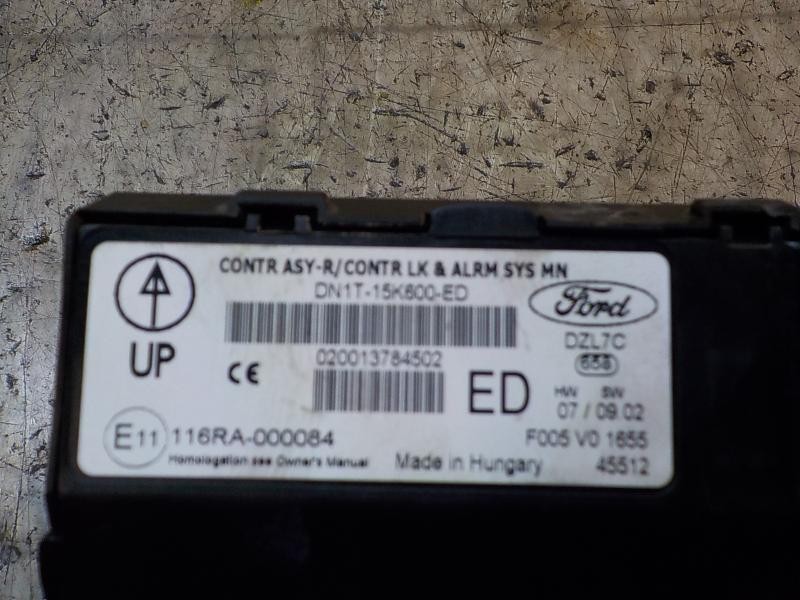 CONTR ASY-R/CONTR LK & ALRM SYS MN
DN1T-15K600-ED
Ford
UP
DZL7C
020013784502
658
CE
ED
HW SW
07 / 09.02
E11 116RA-000084
F005 V0 1655
Homologation see Owner's Manual
Made in Hungary
45512